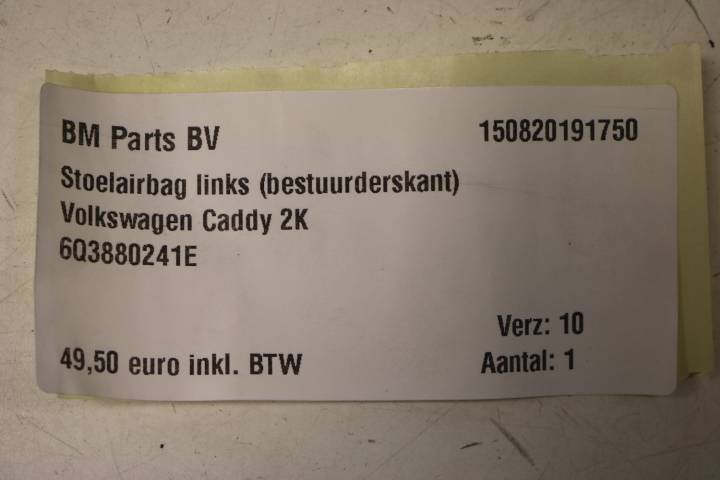 BM Parts BV
150820191750
Stoelairbag links (bestuurderskant)
Volkswagen Caddy 2K
6Q3880241E
Verz: 10
49,50 euro inkl. BTW
Aantal: 1